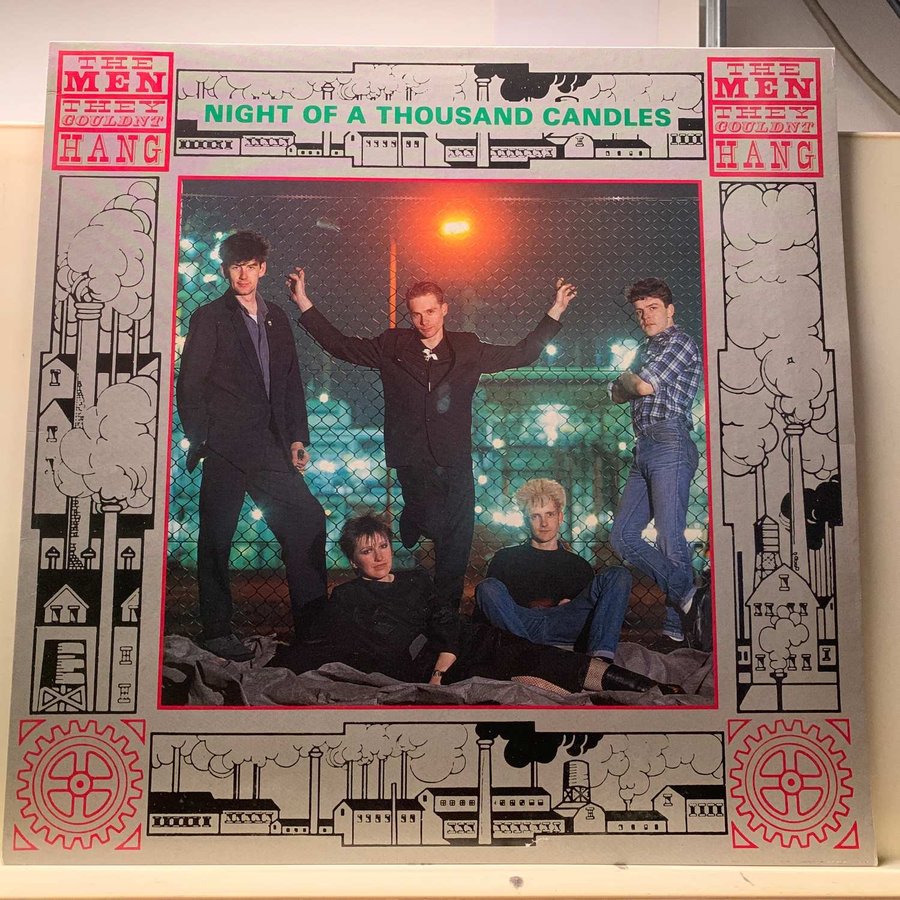 THE
MEN
THEY
COULDN'T
HANG
NIGHT OF A THOUSAND CANDLES
THE
MEN
THEY
COULDN'T
HANG